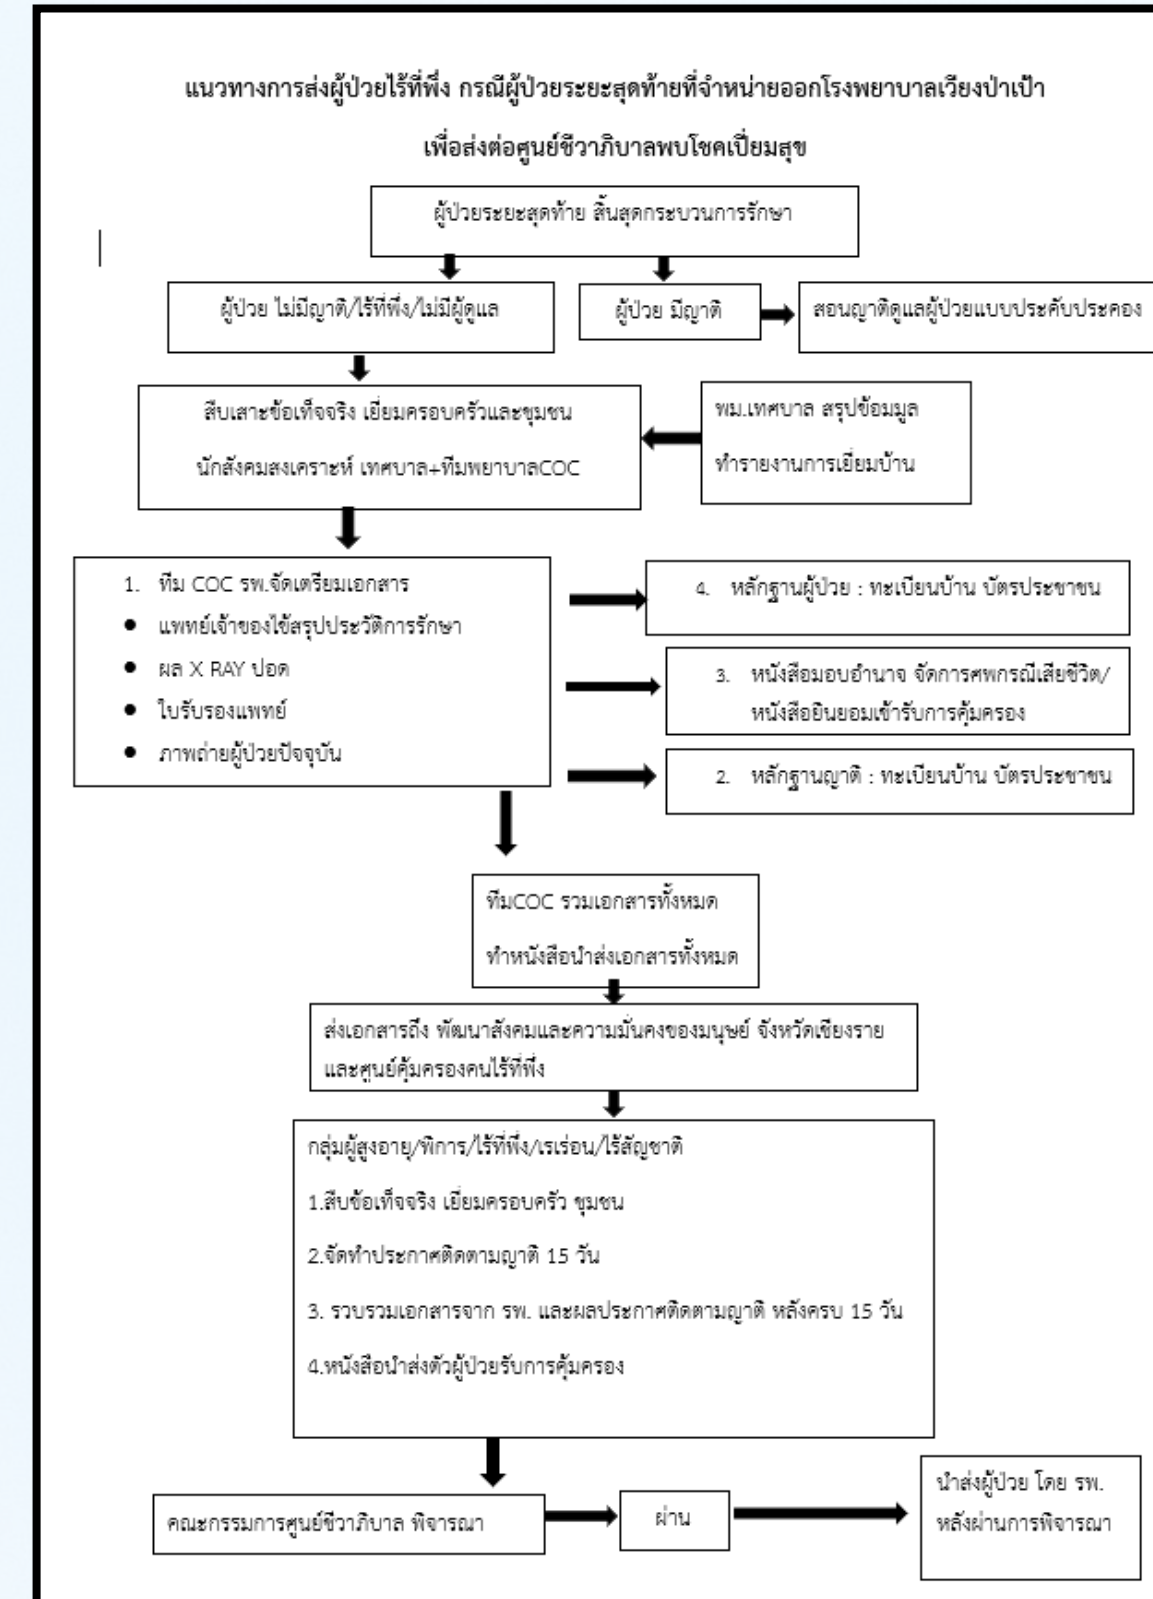 แนวทางการส่งผู้ป่วยไร้ที่พึ่ง กรณีผู้ป่วยระยะสุดท้ายที่จำหน่ายออกโรงพยาบาลเวียงป่าเป้า
เพื่อส่งต่อศูนย์ชีวาภิบาลพบโชคเปี่ยมสุข
ผู้ป่วยระยะสุดท้าย สิ้นสุดกระบวนการรักษา
ผู้ป่วย ไม่มีญาติ/ไร้ที่พึ่ง/ไม่มีผู้ดูแล
ผู้ป่วย มีญาติ
สอนญาติดูแลผู้ป่วยแบบประคับประคอง
สืบเสาะข้อเท็จจริง เยี่ยมครอบครัวและชุมชน
นักสังคมสงเคราะห์ เทศบาล+ทีมพยาบาลCOC
พม.เทศบาล สรุปข้อมมูล
ทำรายงานการเยี่ยมบ้าน
1. ทีม COC รพ.จัดเตรียมเอกสาร
● แพทย์เจ้าของไข้สรุปประวัติการรักษา
● ผล X RAY ปอด
● ใบรับรองแพทย์
● ภาพถ่ายผู้ป่วยปัจจุบัน
4. หลักฐานผู้ป่วย : ทะเบียนบ้าน บัตรประชาชน
3. หนังสือมอบอำนาจ จัดการศพกรณีเสียชีวิต/
หนังสือยินยอมเข้ารับการคุ้มครอง
2. หลักฐานญาติ : ทะเบียนบ้าน บัตรประชาชน
ทีมCOC รวมเอกสารทั้งหมด
ทำหนังสือนำส่งเอกสารทั้งหมด
ส่งเอกสารถึง พัฒนาสังคมและความมั่นคงของมนุษย์ จังหวัดเชียงราย
และศูนย์คุ้มครองคนไร้ที่พึ่ง
กลุ่มผู้สูงอายุ/พิการ/ไร้ที่พึ่ง/เรเร่อน/ไร้สัญชาติ
1.สืบข้อเท็จจริง เยี่ยมครอบครัว ชุมชน
2.จัดทำประกาศติดตามญาติ 15 วัน
3. รวบรวมเอกสารจาก รพ. และผลประกาศติดตามญาติ หลังครบ 15 วัน
4.หนังสือนำส่งตัวผู้ป่วยรับการคุ้มครอง
คณะกรรมการศูนย์ชีวาภิบาล พิจารณา
ผ่าน
นำส่งผู้ป่วย โดย รพ.
หลังผ่านการพิจารณา